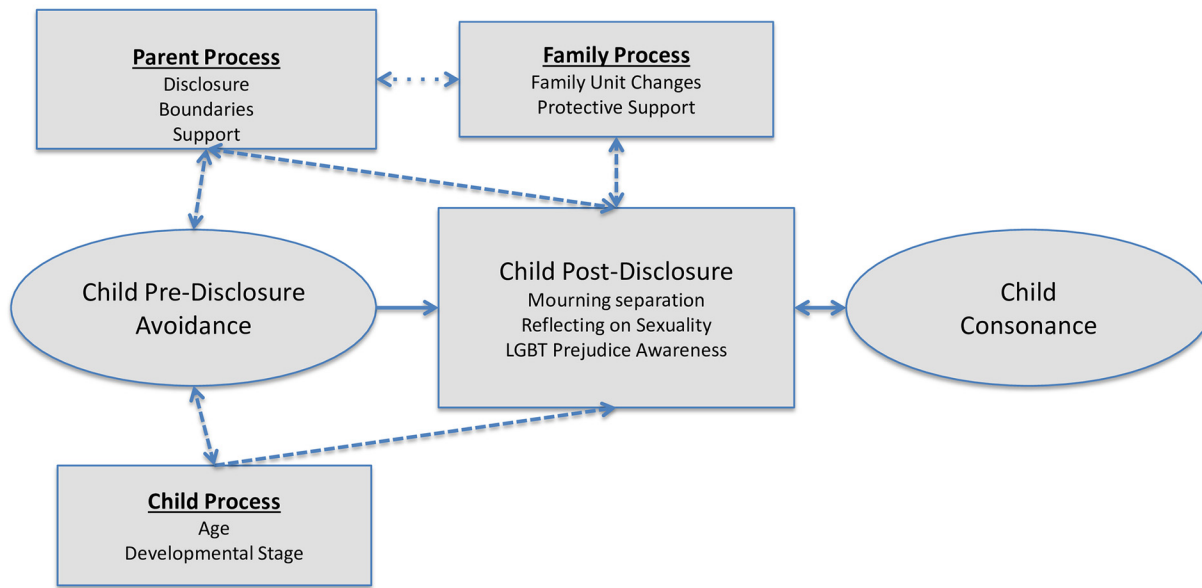 Parent Process
Disclosure
Boundaries
Support
Family Process
Family Unit Changes
Protective Support
Child Pre-Disclosure
Avoidance
Child Post-Disclosure
Mourning separation
Reflecting on Sexuality
LGBT Prejudice Awareness
Child
Consonance
Child Process
Age
Developmental Stage